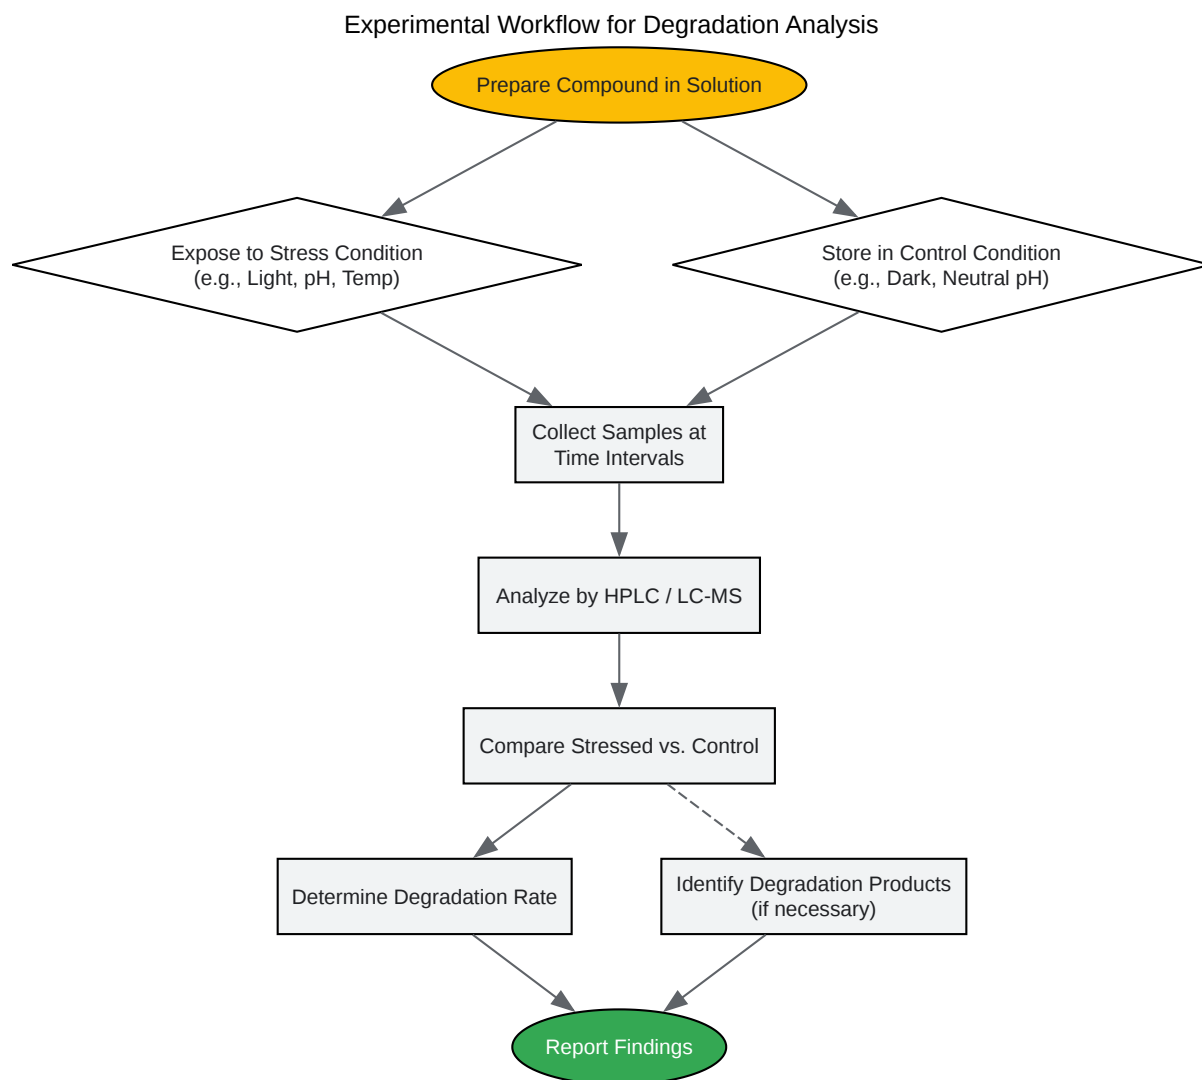 Experimental Workflow for Degradation Analysis
Prepare Compound in Solution
Expose to Stress Condition
(e.g., Light, pH, Temp)
Store in Control Condition
(e.g., Dark, Neutral pH)
Collect Samples at
Time Intervals
Analyze by HPLC / LC-MS
Compare Stressed vs. Control
Determine Degradation Rate
Identify Degradation Products
(if necessary)
Report Findings